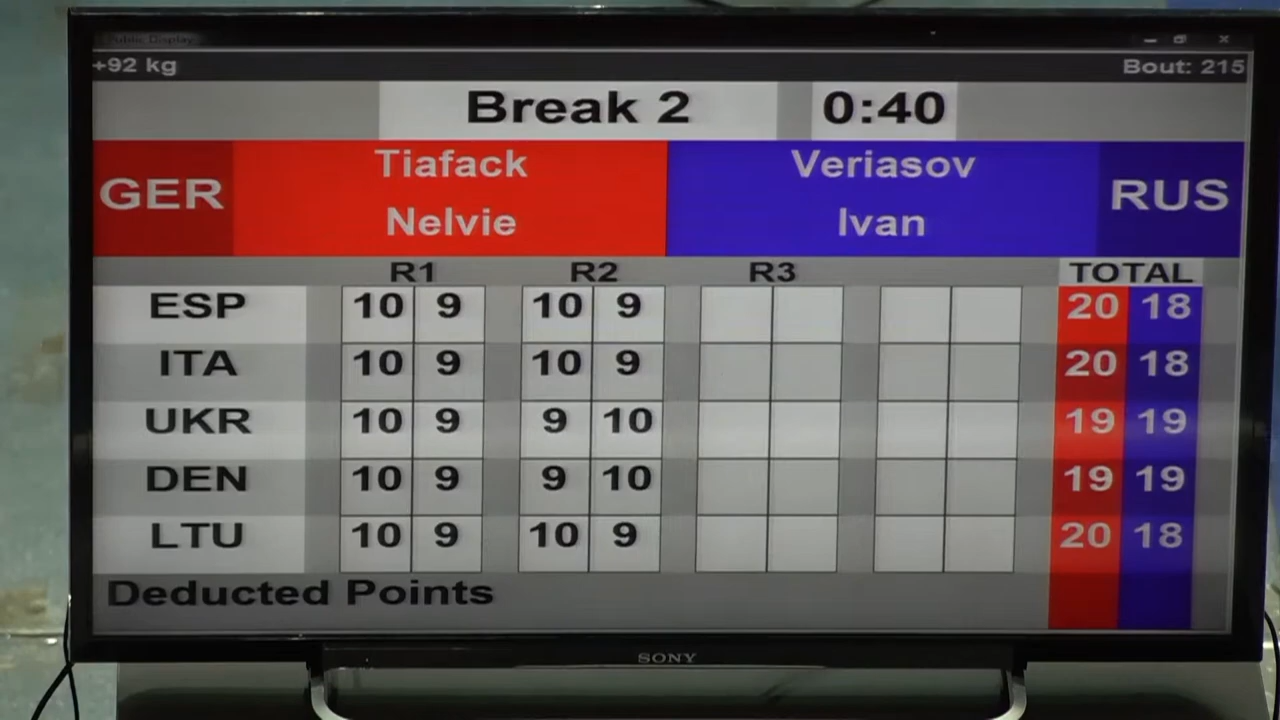 Public Display
+92 kg Bout: 215
Break 2 0:40
GER Tiafack Nelvie Veriasov Ivan RUS
R1 R2 R3 TOTAL
ESP 10 9 10 9 20 18
ITA 10 9 10 9 20 18
UKR 10 9 9 10 19 19
DEN 10 9 9 10 19 19
LTU 10 9 10 9 20 18
Deducted Points
SONY